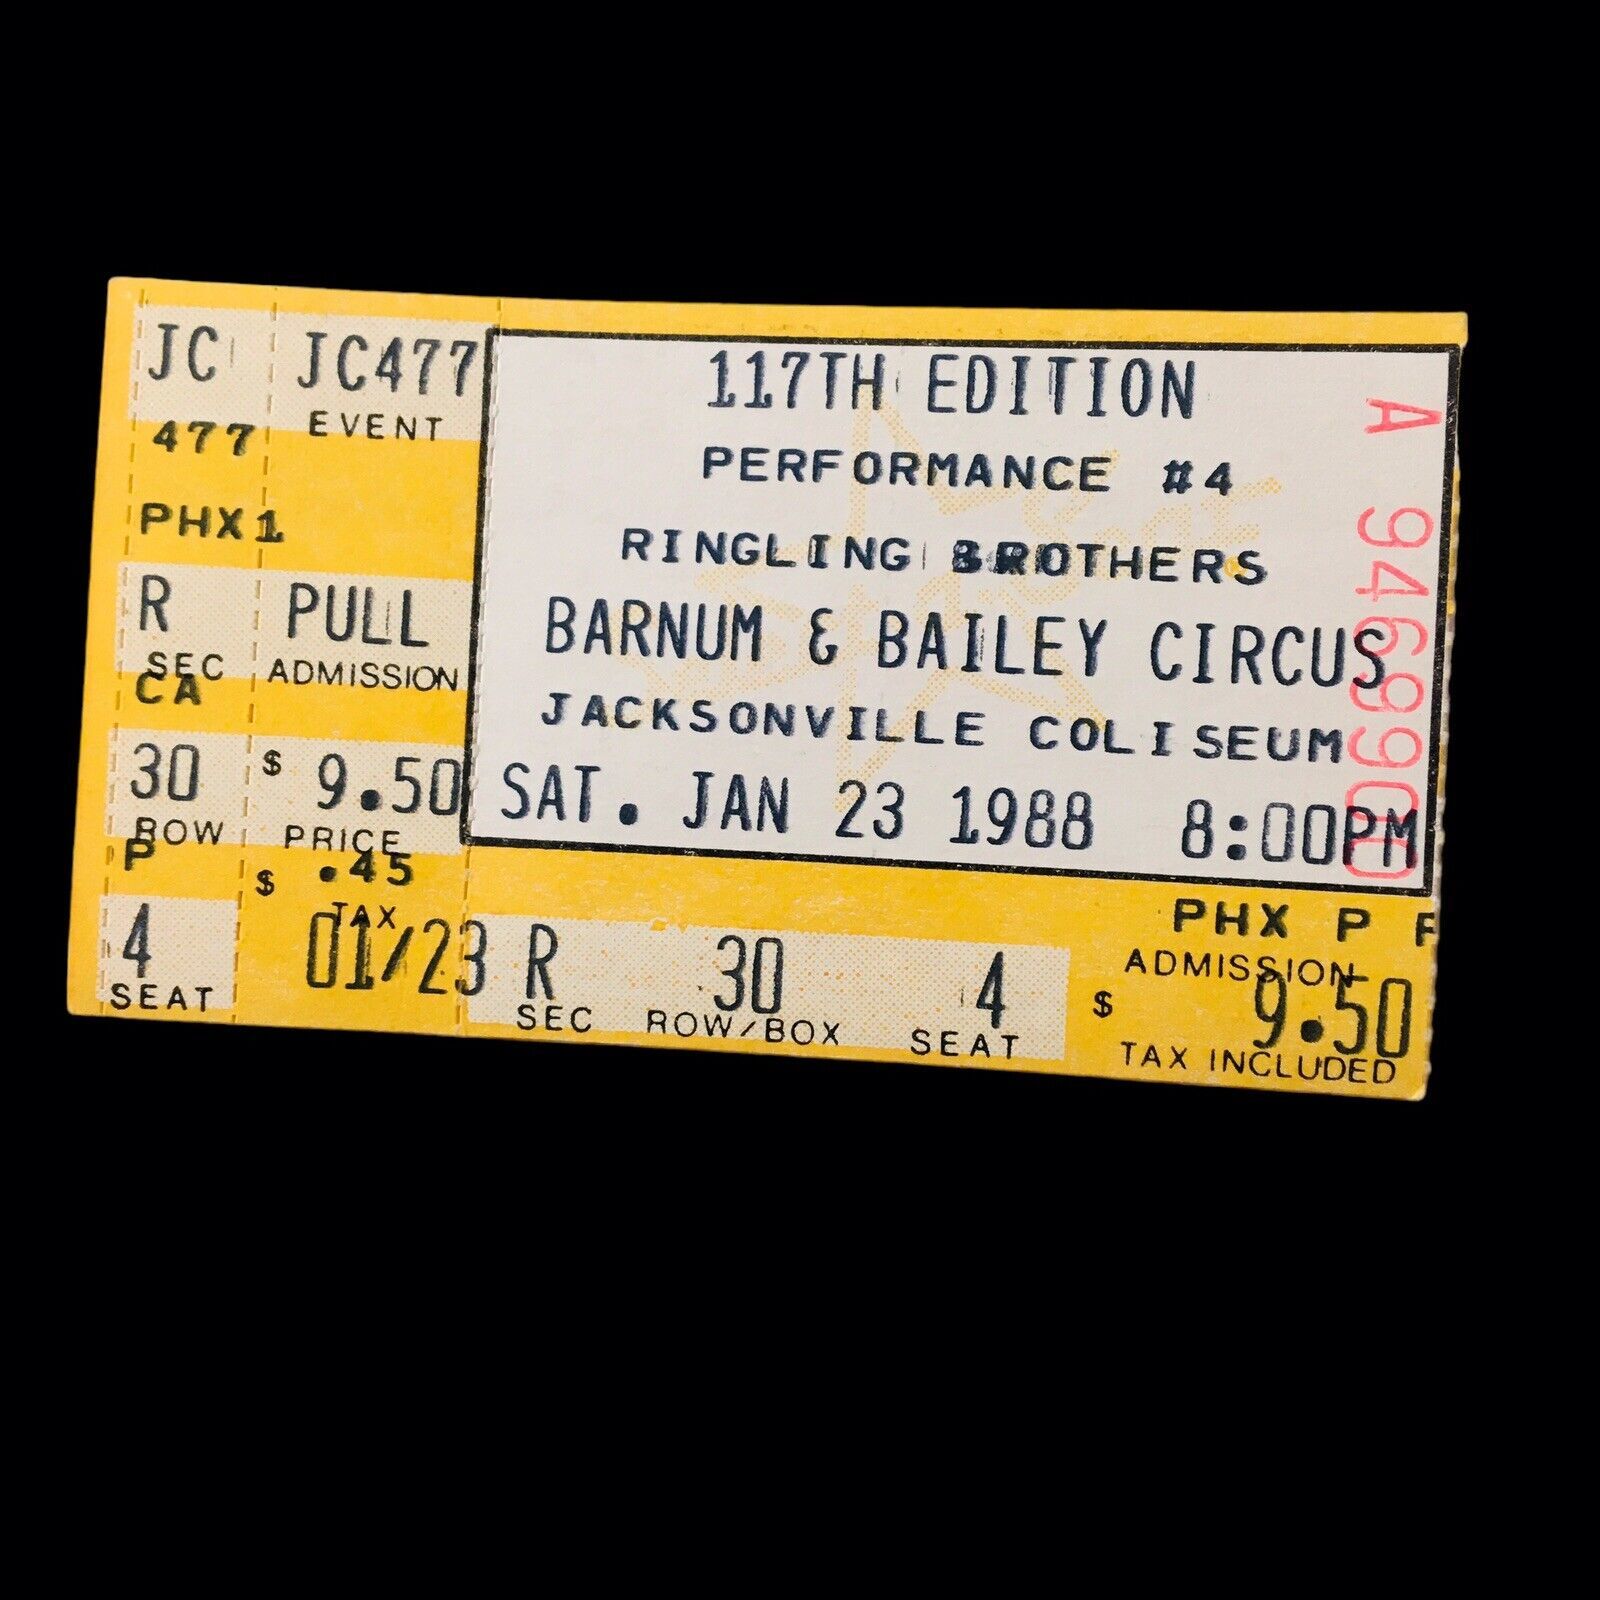 JC JC477
EVENT
477
PHX1
R PULL
SEC ADMISSION
CA
30 $ 9.50
ROW PRICE
P $ .45
TAX
4 01/23
SEAT
117TH EDITION
PERFORMANCE #4
RINGLING BROTHERS
BARNUM & BAILEY CIRCUS
JACKSONVILLE COLISEUM
SAT. JAN 23 1988 8:00PM
R 30 4
SEC ROW/BOX SEAT
PHX P P
ADMISSION
$ 9.50
TAX INCLUDED